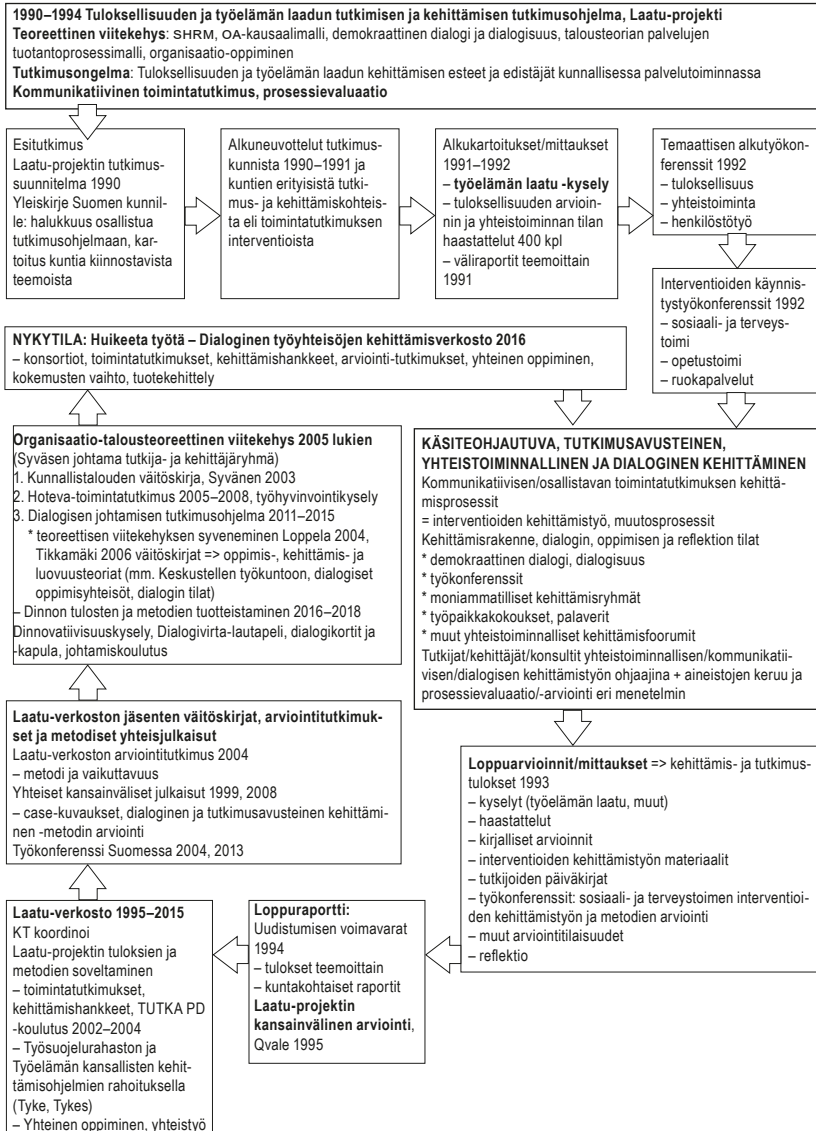 1990–1994 Tuloksellisuuden ja työelämän laadun tutkimisen ja kehittämisen tutkimusohjelma, Laatu-projekti
Teoreettinen viitekehys: SHRM, OA-kausaalimalli, demokraattinen dialogi ja dialogisuus, talousteorian palvelujen
tuotantoprosessimalli, organisaatio-oppiminen
Tutkimusongelma: Tuloksellisuuden ja työelämän laadun kehittämisen esteet ja edistäjät kunnallisessa palvelutoiminnassa
Kommunikatiivinen toimintatutkimus, prosessievaluaatio
Esitutkimus
Laatu-projektin tutkimus-
suunnitelma 1990
Yleiskirje Suomen kunnil-
le: halukkuus osallistua
tutkimusohjelmaan, kar-
toitus kuntia kiinnostavista
teemoista
Alkuneuvottelut tutkimus-
kunnista 1990–1991 ja
kuntien erityisistä tutki-
mus- ja kehittämiskohteis-
ta eli toimintatutkimuksen
interventioista
Alkukartoitukset/mittaukset
1991–1992
– työelämän laatu -kysely
– tuloksellisuuden arvioin-
nin ja yhteistoiminnan tilan
haastattelut 400 kpl
– väliraportit teemoittain
1991
Temaattisen alkutyökon-
ferenssit 1992
– tuloksellisuus
– yhteistoiminta
– henkilöstötyö
Interventioiden käynnis-
tystyökonferenssit 1992
– sosiaali- ja terveys-
toimi
– opetustoimi
– ruokapalvelut
NYKYTILA: Huikeeta työtä – Dialoginen työyhteisöjen kehittämisverkosto 2016
– konsortiot, toimintatutkimukset, kehittämishankkeet, arviointi-tutkimukset, yhteinen oppiminen,
kokemusten vaihto, tuotekehittely
Organisaatio-talousteoreettinen viitekehys 2005 lukien
(Syväsen johtama tutkija- ja kehittäjäryhmä)
1. Kunnallistalouden väitöskirja, Syvänen 2003
2. Hoteva-toimintatutkimus 2005–2008, työhyvinvointikysely
3. Dialogisen johtamisen tutkimusohjelma 2011–2015
* teoreettisen viitekehyksen syveneminen Loppela 2004,
Tikkamäki 2006 väitöskirjat => oppimis-, kehittämis- ja
luovuusteoriat (mm. Keskustellen työkuntoon, dialogiset
oppimisyhteisöt, dialogin tilat)
– Dinnon tulosten ja metodien tuotteistaminen 2016–2018
Dinnovatiivisuuskysely, Dialogivirta-lautapeli, dialogikortit ja
-kapula, johtamiskoulutus
KÄSITEOHJAUTUVA, TUTKIMUSAVUSTEINEN,
YHTEISTOIMINNALLINEN JA DIALOGINEN KEHITTÄMINEN
Kommunikatiivisen/osallistavan toimintatutkimuksen kehittä-
misprosessit
= interventioiden kehittämistyö, muutosprosessit
Kehittämisrakenne, dialogin, oppimisen ja reflektion tilat
* demokraattinen dialogi, dialogisuus
* työkonferenssit
* moniammatilliset kehittämisryhmät
* työpaikkakokoukset, palaverit
* muut yhteistoiminnalliset kehittämisfoorumit
Tutkijat/kehittäjät/konsultit yhteistoiminnallisen/kommunikatii-
visen/dialogisen kehittämistyön ohjaajina + aineistojen keruu ja
prosessievaluaatio/-arviointi eri menetelmin
Laatu-verkoston jäsenten väitöskirjat, arviointitutkimuk-
set ja metodiset yhteisjulkaisut
Laatu-verkoston arviointitutkimus 2004
– metodi ja vaikuttavuus
Yhteiset kansainväliset julkaisut 1999, 2008
– case-kuvaukset, dialoginen ja tutkimusavusteinen kehittämi-
nen -metodin arviointi
Työkonferenssi Suomessa 2004, 2013
Loppuarvioinnit/mittaukset => kehittämis- ja tutkimus-
tulokset 1993
– kyselyt (työelämän laatu, muut)
– haastattelut
– kirjalliset arvioinnit
– interventioiden kehittämistyön materiaalit
– tutkijoiden päiväkirjat
– työkonferenssit: sosiaali- ja terveystoimen interventioi-
den kehittämistyön ja metodien arviointi
– muut arviointitilaisuudet
– reflektio
Laatu-verkosto 1995–2015
KT koordinoi
Laatu-projektin tuloksien ja
metodien soveltaminen
– toimintatutkimukset,
kehittämishankkeet, TUTKA PD
-koulutus 2002–2004
– Työsuojelurahaston ja
Työelämän kansallisten kehit-
tämisohjelmien rahoituksella
(Tyke, Tykes)
– Yhteinen oppiminen, yhteistyö
Loppuraportti:
Uudistumisen voimavarat
1994
– tulokset teemoittain
– kuntakohtaiset raportit
Laatu-projektin
kansainvälinen arviointi,
Qvale 1995